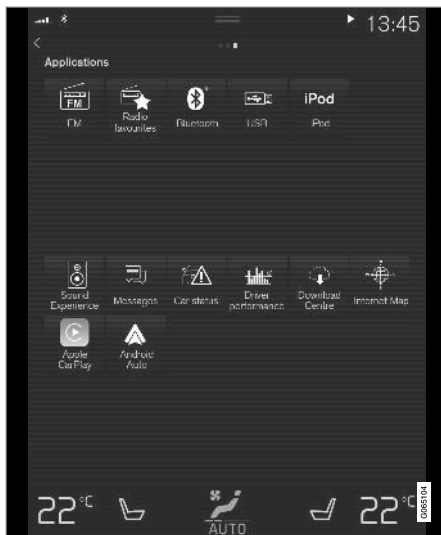 13:45
Applications
FM
iPod
FM
Radio
favourites
Bluetooth
USB
iPod
Sound
Experience
Messages
Car status
Driver
performance
Download
Centre
Internet Map
Apple
CarPlay
Android
Auto
22°C
22°C
AUTO
G065104